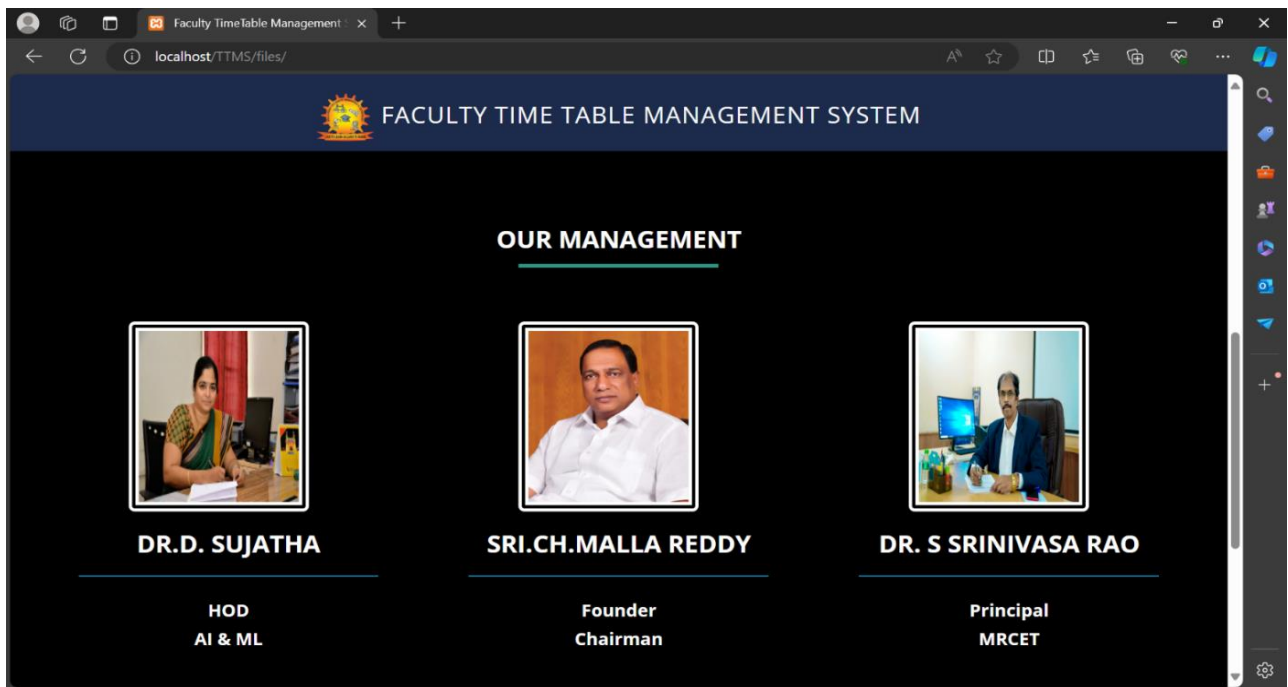 Faculty TimeTable Management S
localhost/TTMS/files/
FACULTY TIME TABLE MANAGEMENT SYSTEM
OUR MANAGEMENT
DR.D. SUJATHA
SRI.CH.MALLA REDDY
DR. S SRINIVASA RAO
HOD
AI & ML
Founder
Chairman
Principal
MRCET